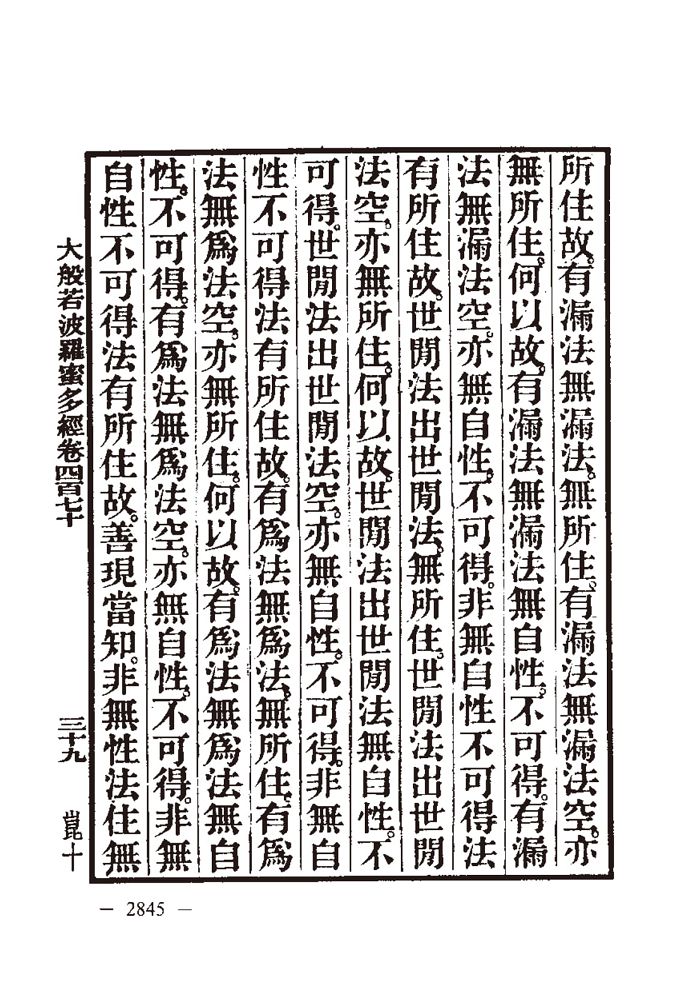 所住故。有漏法無漏法。無所住。有漏法無漏法空。亦
無所住。何以故。有漏法無漏法無自性。不可得。有漏
法無漏法空。亦無自性。不可得。非無自性不可得法
有所住故。世閒法出世閒法。無所住。世閒法出世閒
法空。亦無所住。何以故。世閒法出世閒法無自性。不
可得。世閒法出世閒法空。亦無自性。不可得。非無自
性不可得法有所住故。有爲法無爲法。無所住。有爲
法無爲法空。亦無所住。何以故。有爲法無爲法無自
性。不可得。有爲法無爲法空。亦無自性。不可得。非無
自性不可得法有所住故。善現當知。非無性法住無
大般若波羅蜜多經卷四百七十 三十九 崑十
— 2845 —